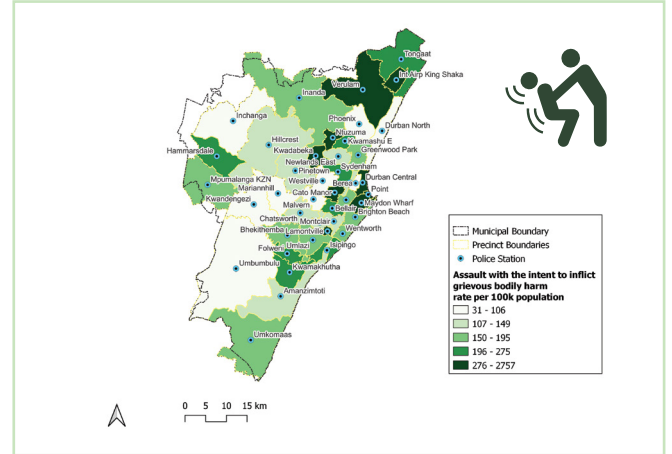 Tongaat
Int Airp King Shaka
Verulam
Inanda
Inchanga
Phoenix
Durban North
Ntuzuma
Hillcrest
Kwamashu E
Kwadabeka
Greenwood Park
Hammarsdale
Newlands East
Sydenham
Pinetown
Mpumalanga KZN
Westville
Berea
Durban Central
Mariannhill
Cato Manor
Point
Kwandengezi
Malvern
Maydon Wharf
Bellair
Chatsworth
Brighton Beach
Montclair
Bhekithemba
Lamontville
Wentworth
Folweni
Umlazi
Isipingo
Umbumbulu
Kwamakhutha
Amanzimtoti
Umkomaas
Municipal Boundary
Precinct Boundaries
Police Station
Assault with the intent to inflict
grievous bodily harm
rate per 100k population
31 - 106
107 - 149
150 - 195
196 - 275
276 - 2757
0 5 10 15 km